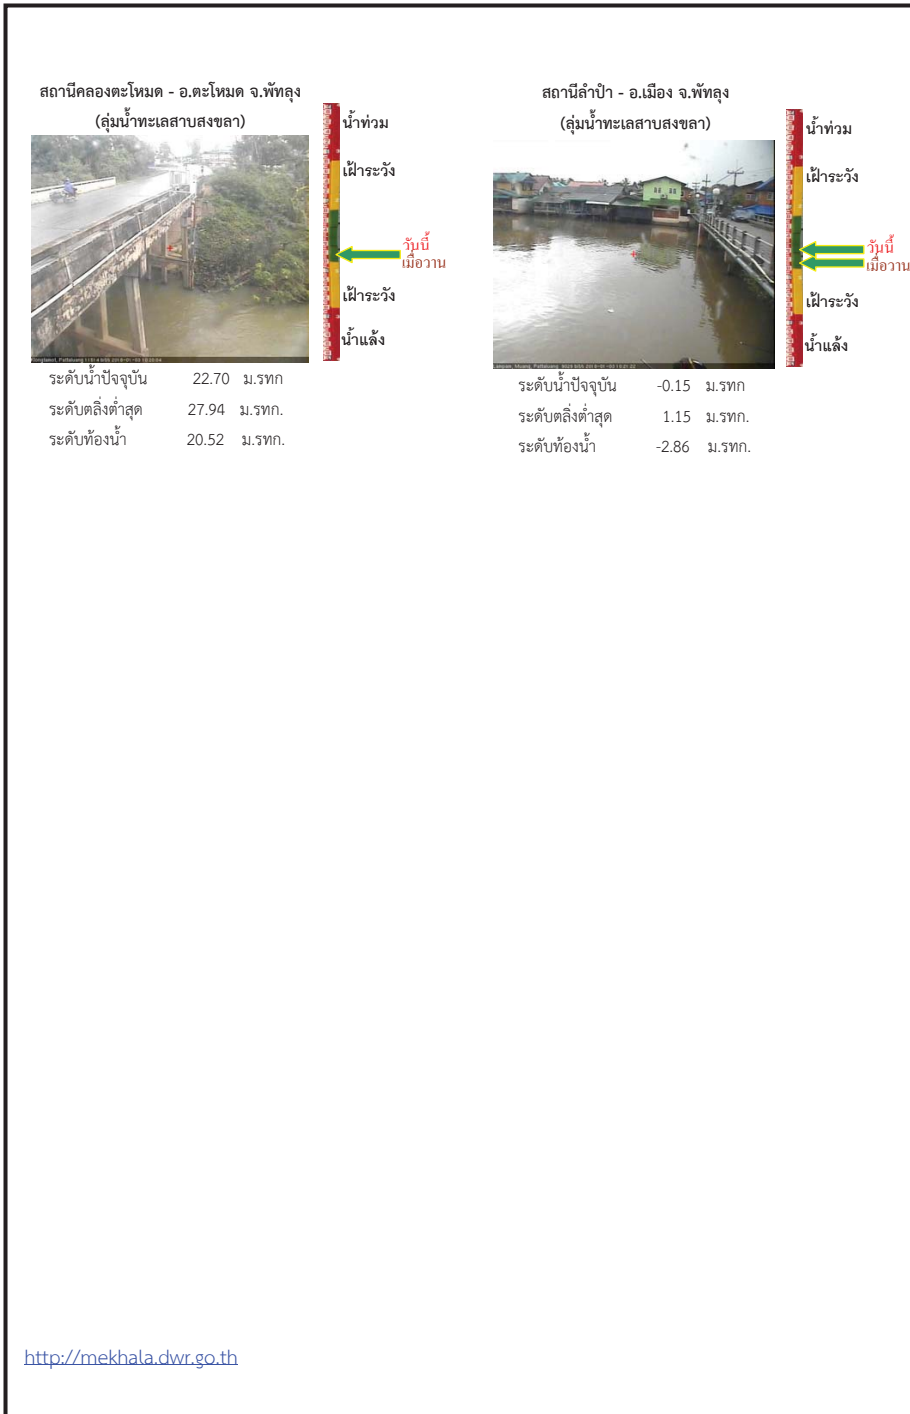 สถานีคลองตะโหมด - อ.ตะโหมด จ.พัทลุง
(ลุ่มน้ำทะเลสาบสงขลา)
น้ำท่วม
เฝ้าระวัง
วันนี้
เมื่อวาน
เฝ้าระวัง
น้ำแล้ง
ระดับน้ำปัจจุบัน 22.70 ม.รทก
ระดับตลิ่งต่ำสุด 27.94 ม.รทก.
ระดับท้องน้ำ 20.52 ม.รทก.
สถานีลำปำ - อ.เมือง จ.พัทลุง
(ลุ่มน้ำทะเลสาบสงขลา)
น้ำท่วม
เฝ้าระวัง
วันนี้
เมื่อวาน
เฝ้าระวัง
น้ำแล้ง
ระดับน้ำปัจจุบัน -0.15 ม.รทก
ระดับตลิ่งต่ำสุด 1.15 ม.รทก.
ระดับท้องน้ำ -2.86 ม.รทก.
http://mekhala.dwr.go.th